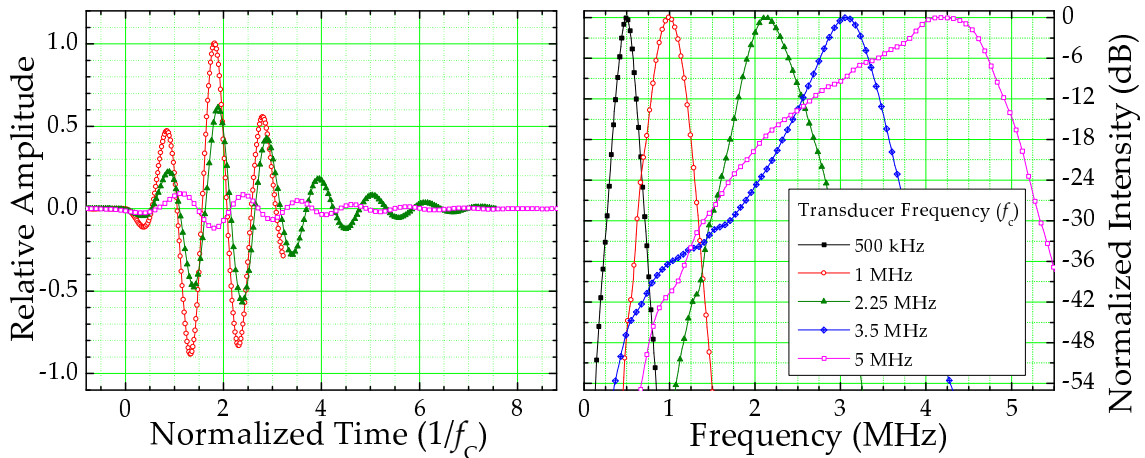 Relative Amplitude
1.0
0.5
0.0
-0.5
-1.0
0 2 4 6 8
Normalized Time (1/fc)
0
-6
-12
-18
-24
-30
-36
-42
-48
-54
Normalized Intensity (dB)
0 1 2 3 4 5
Frequency (MHz)
Transducer Frequency (fc)
500 kHz
1 MHz
2.25 MHz
3.5 MHz
5 MHz